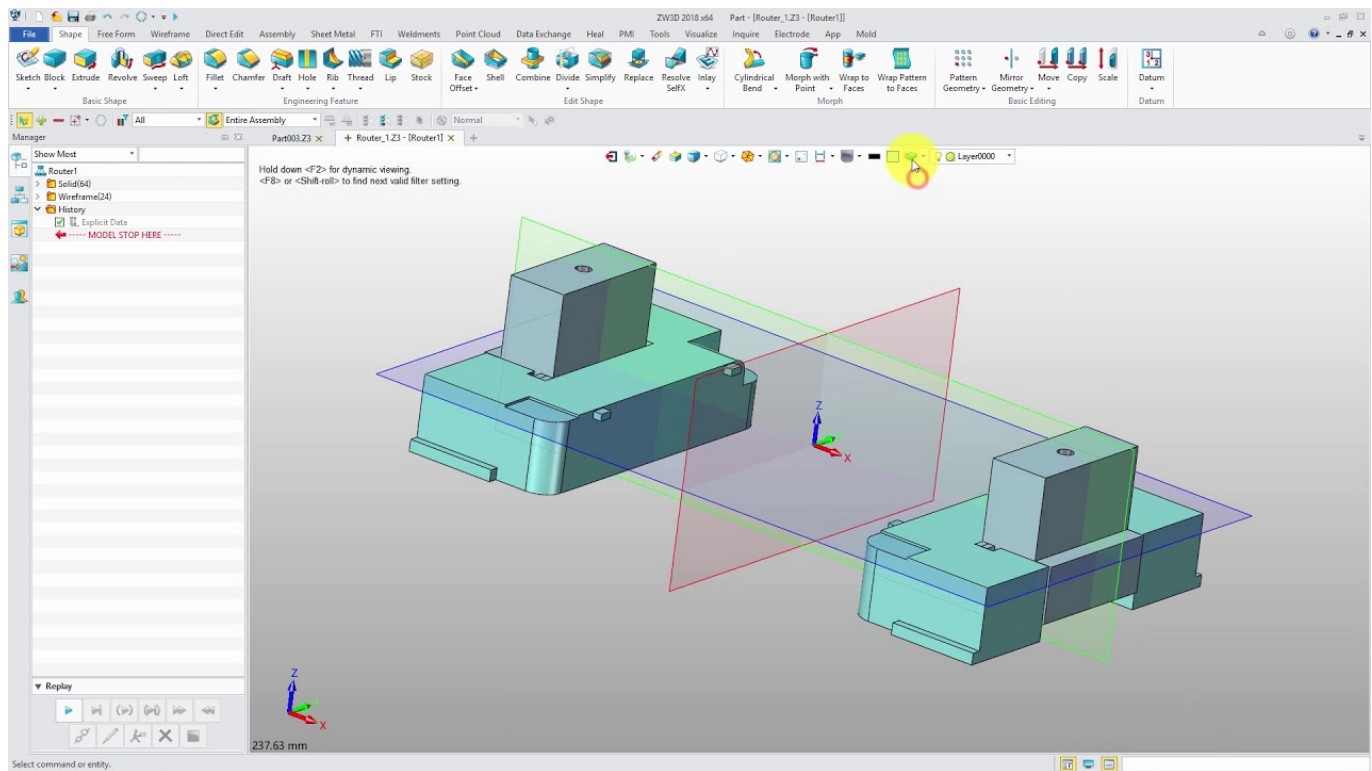 ZW3D 2018 x64 Part - [Router_1.Z3 - [Router1]]
File Shape Free Form Wireframe Direct Edit Assembly Sheet Metal FTI Weldments Point Cloud Data Exchange Heal PMI Tools Visualize Inquire Electrode App Mold
Sketch Block Extrude Revolve Sweep Loft Fillet Chamfer Draft Hole Rib Thread Lip Stock Face Offset Shell Combine Divide Simplify Replace Resolve SelfX Inlay Cylindrical Bend Morph with Point Wrap to Faces Wrap Pattern to Faces Pattern Geometry Mirror Geometry Move Copy Scale Datum
Basic Shape Engineering Feature Edit Shape Morph Basic Editing Datum
All Entire Assembly Normal
Manager Part003.Z3 Router_1.Z3 - [Router1]
Show Most
Layer0000
Router1
Solid(64)
Wireframe(24)
History
Explicit Data
----- MODEL STOP HERE -----
Hold down <F2> for dynamic viewing.
<F8> or <Shift-roll> to find next valid filter setting.
Z
X
Replay
Z
X
237.63 mm
Select command or entity.